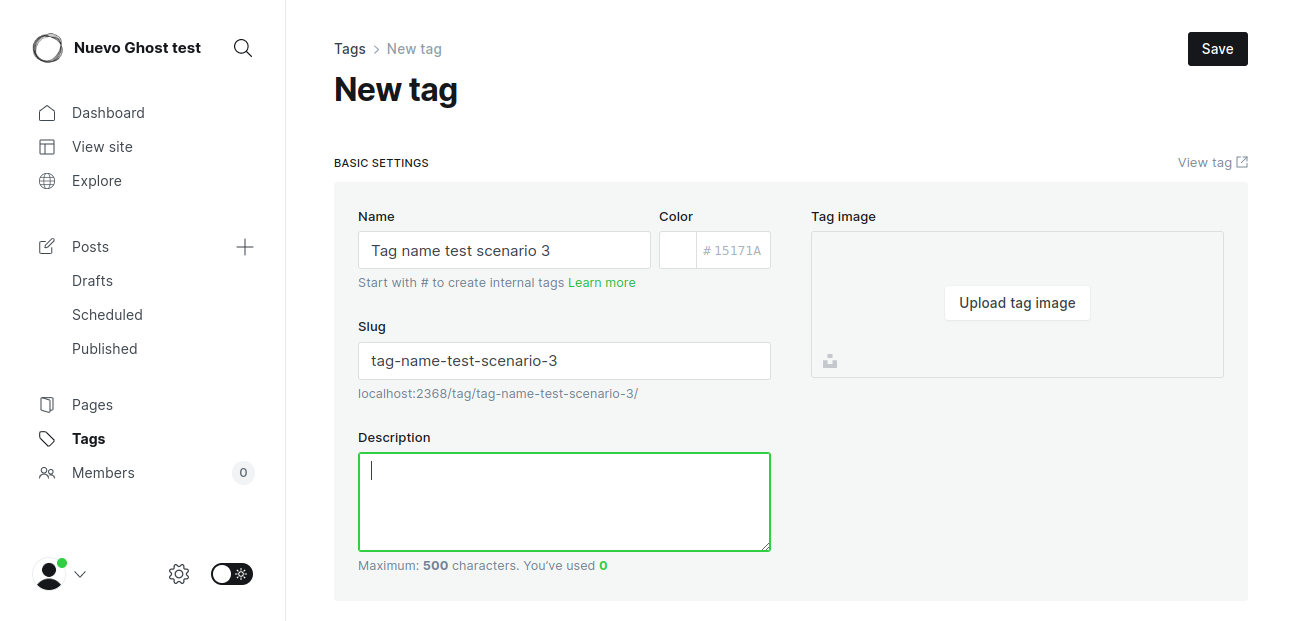 Nuevo Ghost test
Dashboard
View site
Explore
Posts
Drafts
Scheduled
Published
Pages
Tags
Members 0
Tags > New tag
Save
New tag
BASIC SETTINGS
View tag
Name
Color
Tag name test scenario 3
# 15171A
Start with # to create internal tags Learn more
Slug
tag-name-test-scenario-3
localhost:2368/tag/tag-name-test-scenario-3/
Description
Maximum: 500 characters. You've used 0
Tag image
Upload tag image